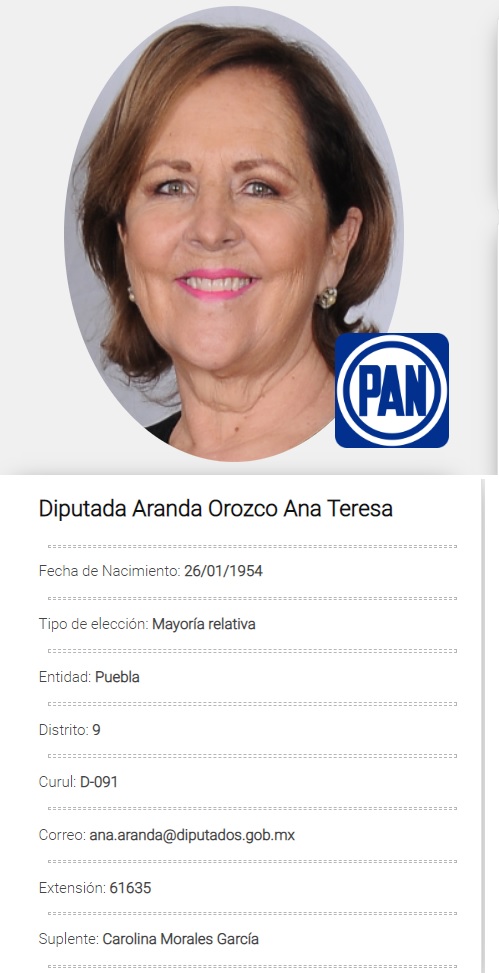 PAN
Diputada Aranda Orozco Ana Teresa
Fecha de Nacimiento: 26/01/1954
Tipo de elección: Mayoría relativa
Entidad: Puebla
Distrito: 9
Curul: D-091
Correo: ana.aranda@diputados.gob.mx
Extensión: 61635
Suplente: Carolina Morales García